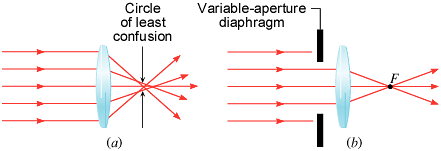 Circle
of least
confusion
Variable-aperture
diaphragm
F
(a)
(b)